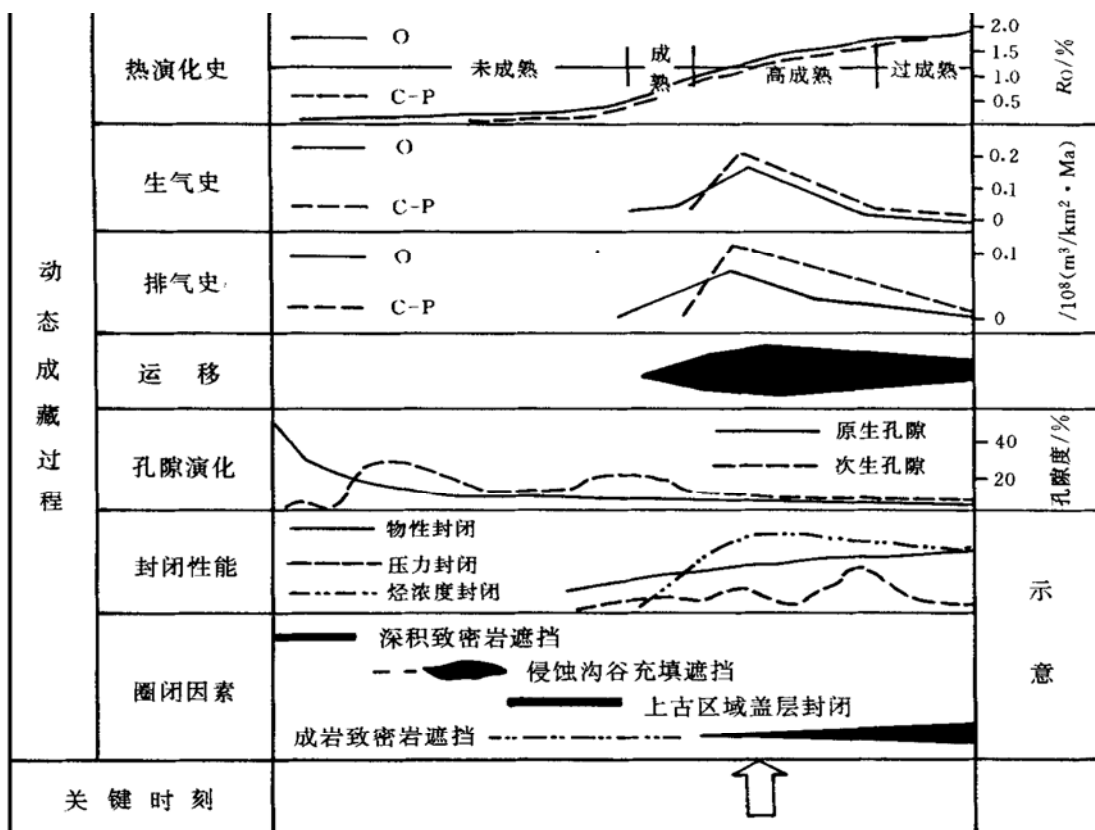 动态成藏过程
热演化史
O
C-P
未成熟
成熟
高成熟
过成熟
2.0
1.5
1.0
0.5
Ro/%
生气史
O
C-P
0.2
0.1
0
排气史
O
C-P
0.1
0
/10⁸(m³/km²·Ma)
运 移
孔隙演化
原生孔隙
次生孔隙
40
20
孔隙度/%
封闭性能
物性封闭
压力封闭
烃浓度封闭
圈闭因素
深积致密岩遮挡
侵蚀沟谷充填遮挡
上古区域盖层封闭
成岩致密岩遮挡
示意
关键时刻